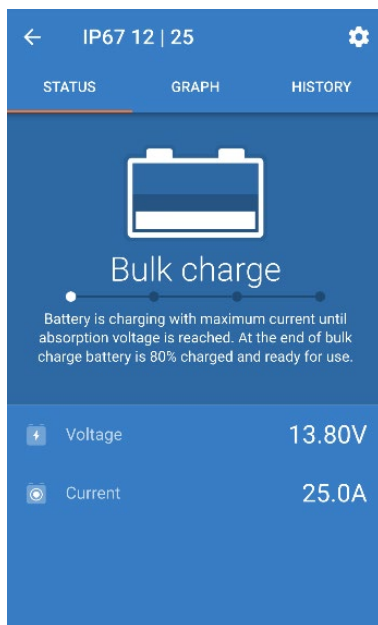 IP67 12 | 25
STATUS GRAPH HISTORY
Bulk charge
Battery is charging with maximum current until
absorption voltage is reached. At the end of bulk
charge battery is 80% charged and ready for use.
Voltage 13.80V
Current 25.0A